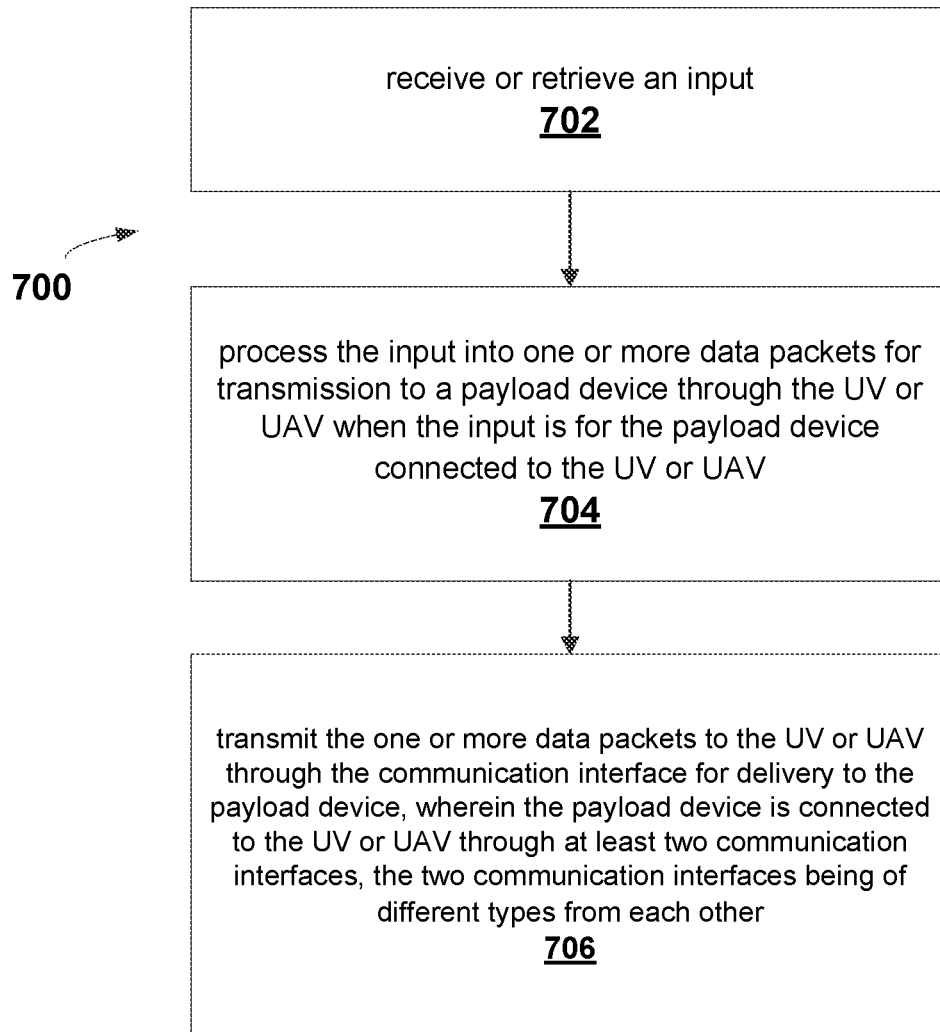 receive or retrieve an input
702
700
process the input into one or more data packets for
transmission to a payload device through the UV or
UAV when the input is for the payload device
connected to the UV or UAV
704
transmit the one or more data packets to the UV or UAV
through the communication interface for delivery to the
payload device, wherein the payload device is connected
to the UV or UAV through at least two communication
interfaces, the two communication interfaces being of
different types from each other
706